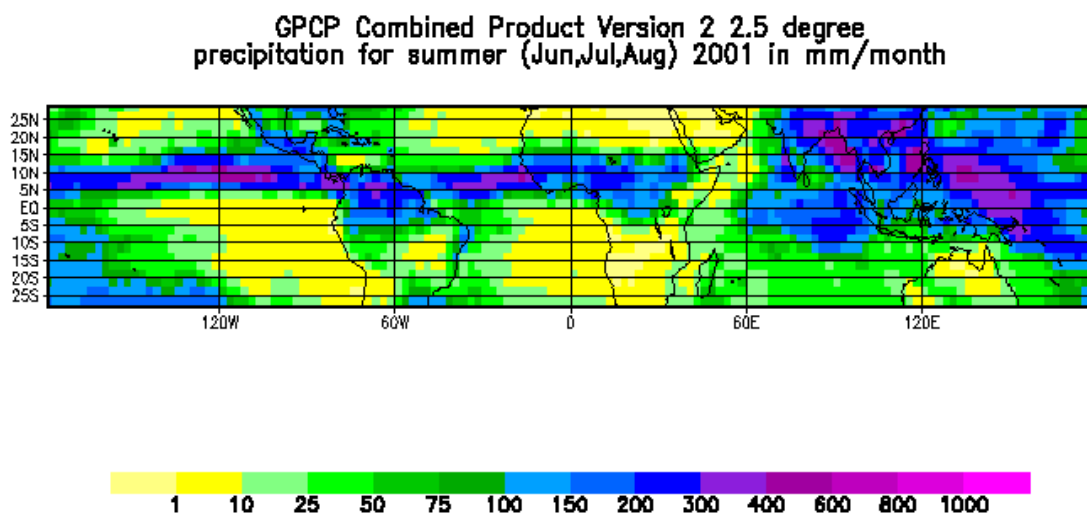 GPCP Combined Product Version 2 2.5 degree
precipitation for summer (Jun,Jul,Aug) 2001 in mm/month
25N
20N
15N
10N
5N
EQ
5S
10S
15S
20S
25S
120W 60W 0 60E 120E
1 10 25 50 75 100 150 200 300 400 600 800 1000